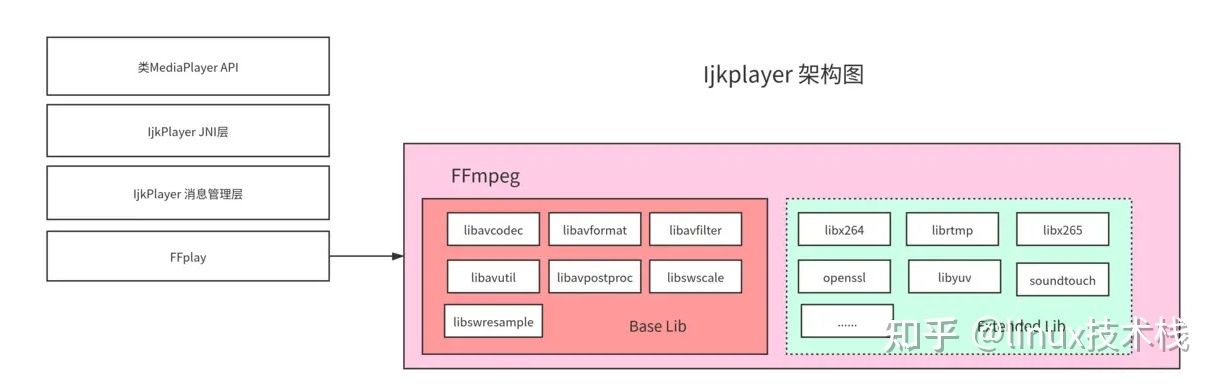 Ijkplayer 架构图
类MediaPlayer API
IjkPlayer JNI层
IjkPlayer 消息管理层
FFplay
FFmpeg
libavcodec
libavformat
libavfilter
libavutil
libavpostproc
libswscale
libswresample
Base Lib
libx264
librtmp
libx265
openssl
libyuv
soundtouch
......
Extended Lib
知乎 @linux技术栈